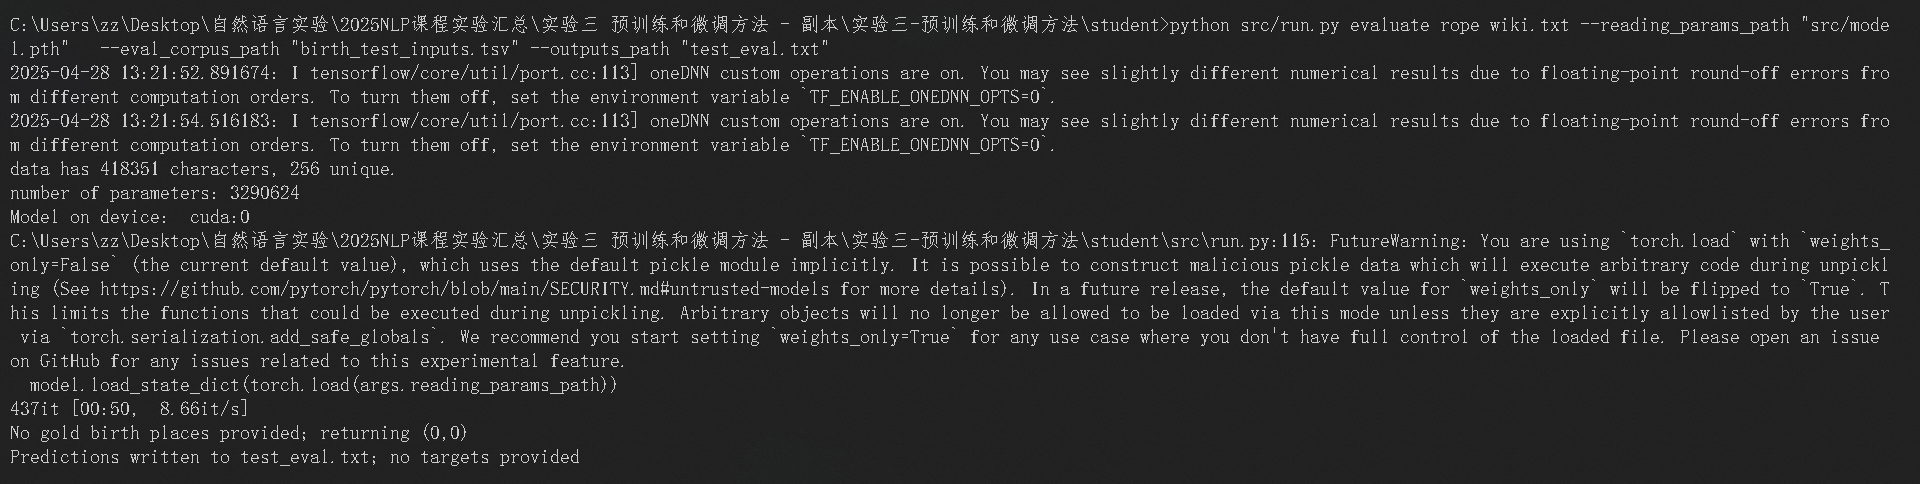 C:\Users\zz\Desktop\自然语言实验\2025NLP课程实验汇总\实验三 预训练和微调方法 - 副本\实验三-预训练和微调方法\student>python src/run.py evaluate rope wiki.txt --reading_params_path "src/mode
l.pth"   --eval_corpus_path "birth_test_inputs.tsv" --outputs_path "test_eval.txt"
2025-04-28 13:21:52.891674: I tensorflow/core/util/port.cc:113] oneDNN custom operations are on. You may see slightly different numerical results due to floating-point round-off errors fro
m different computation orders. To turn them off, set the environment variable `TF_ENABLE_ONEDNN_OPTS=0`.
2025-04-28 13:21:54.516183: I tensorflow/core/util/port.cc:113] oneDNN custom operations are on. You may see slightly different numerical results due to floating-point round-off errors fro
m different computation orders. To turn them off, set the environment variable `TF_ENABLE_ONEDNN_OPTS=0`.
data has 418351 characters, 256 unique.
number of parameters: 3290624
Model on device:  cuda:0
C:\Users\zz\Desktop\自然语言实验\2025NLP课程实验汇总\实验三 预训练和微调方法 - 副本\实验三-预训练和微调方法\student\src\run.py:115: FutureWarning: You are using `torch.load` with `weights_
only=False` (the current default value), which uses the default pickle module implicitly. It is possible to construct malicious pickle data which will execute arbitrary code during unpickl
ing (See https://github.com/pytorch/pytorch/blob/main/SECURITY.md#untrusted-models for more details). In a future release, the default value for `weights_only` will be flipped to `True`. T
his limits the functions that could be executed during unpickling. Arbitrary objects will no longer be allowed to be loaded via this mode unless they are explicitly allowlisted by the user
 via `torch.serialization.add_safe_globals`. We recommend you start setting `weights_only=True` for any use case where you don't have full control of the loaded file. Please open an issue
on GitHub for any issues related to this experimental feature.
  model.load_state_dict(torch.load(args.reading_params_path))
437it [00:50,  8.66it/s]
No gold birth places provided; returning (0,0)
Predictions written to test_eval.txt; no targets provided